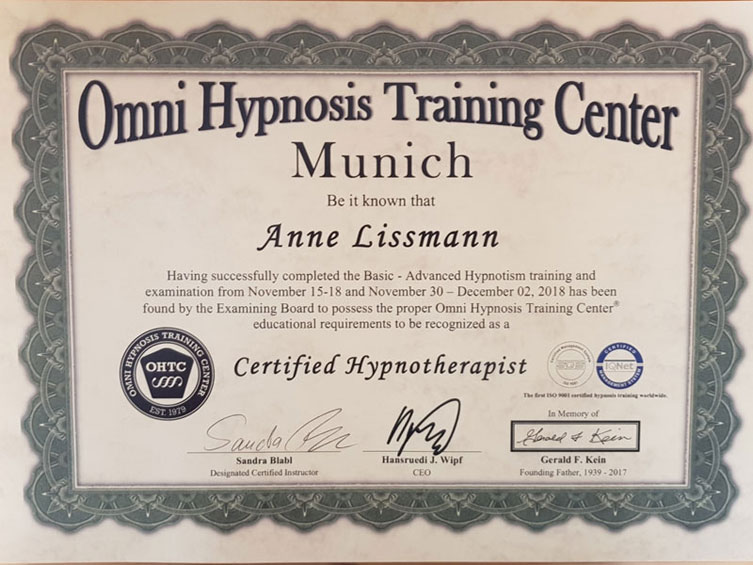 Omni Hypnosis Training Center
Munich
Be it known that
Anne Lissmann
Having successfully completed the Basic - Advanced Hypnotism training and
examination from November 15-18 and November 30 – December 02, 2018 has been
found by the Examining Board to possess the proper Omni Hypnosis Training Center®
educational requirements to be recognized as a
OMNI HYPNOSIS TRAINING CENTER
OHTC
EST. 1979
Certified Hypnotherapist
CERTIFIED
IQNet
MANAGEMENT SYSTEM
The first ISO 9001 certified hypnosis training worldwide.
In Memory of
Gerald F Kein
Sandra Blabl
Designated Certified Instructor
Hansruedi J. Wipf
CEO
Gerald F. Kein
Founding Father, 1939 - 2017